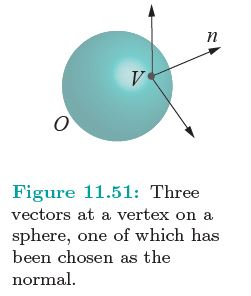 n
V
O
Figure 11.51: Three
vectors at a vertex on a
sphere, one of which has
been chosen as the
normal.